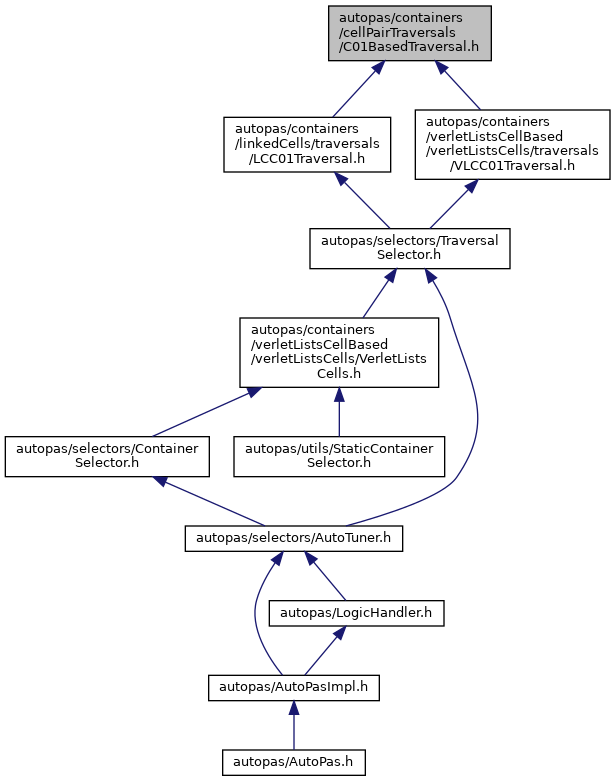 autopas/containers
/cellPairTraversals
/C01BasedTraversal.h
autopas/containers
/linkedCells/traversals
/LCC01Traversal.h
autopas/containers
/verletListsCellBased
/verletListsCells/traversals
/VLCC01Traversal.h
autopas/selectors/Traversal
Selector.h
autopas/containers
/verletListsCellBased
/verletListsCells/VerletLists
Cells.h
autopas/selectors/Container
Selector.h
autopas/utils/StaticContainer
Selector.h
autopas/selectors/AutoTuner.h
autopas/LogicHandler.h
autopas/AutoPasImpl.h
autopas/AutoPas.h